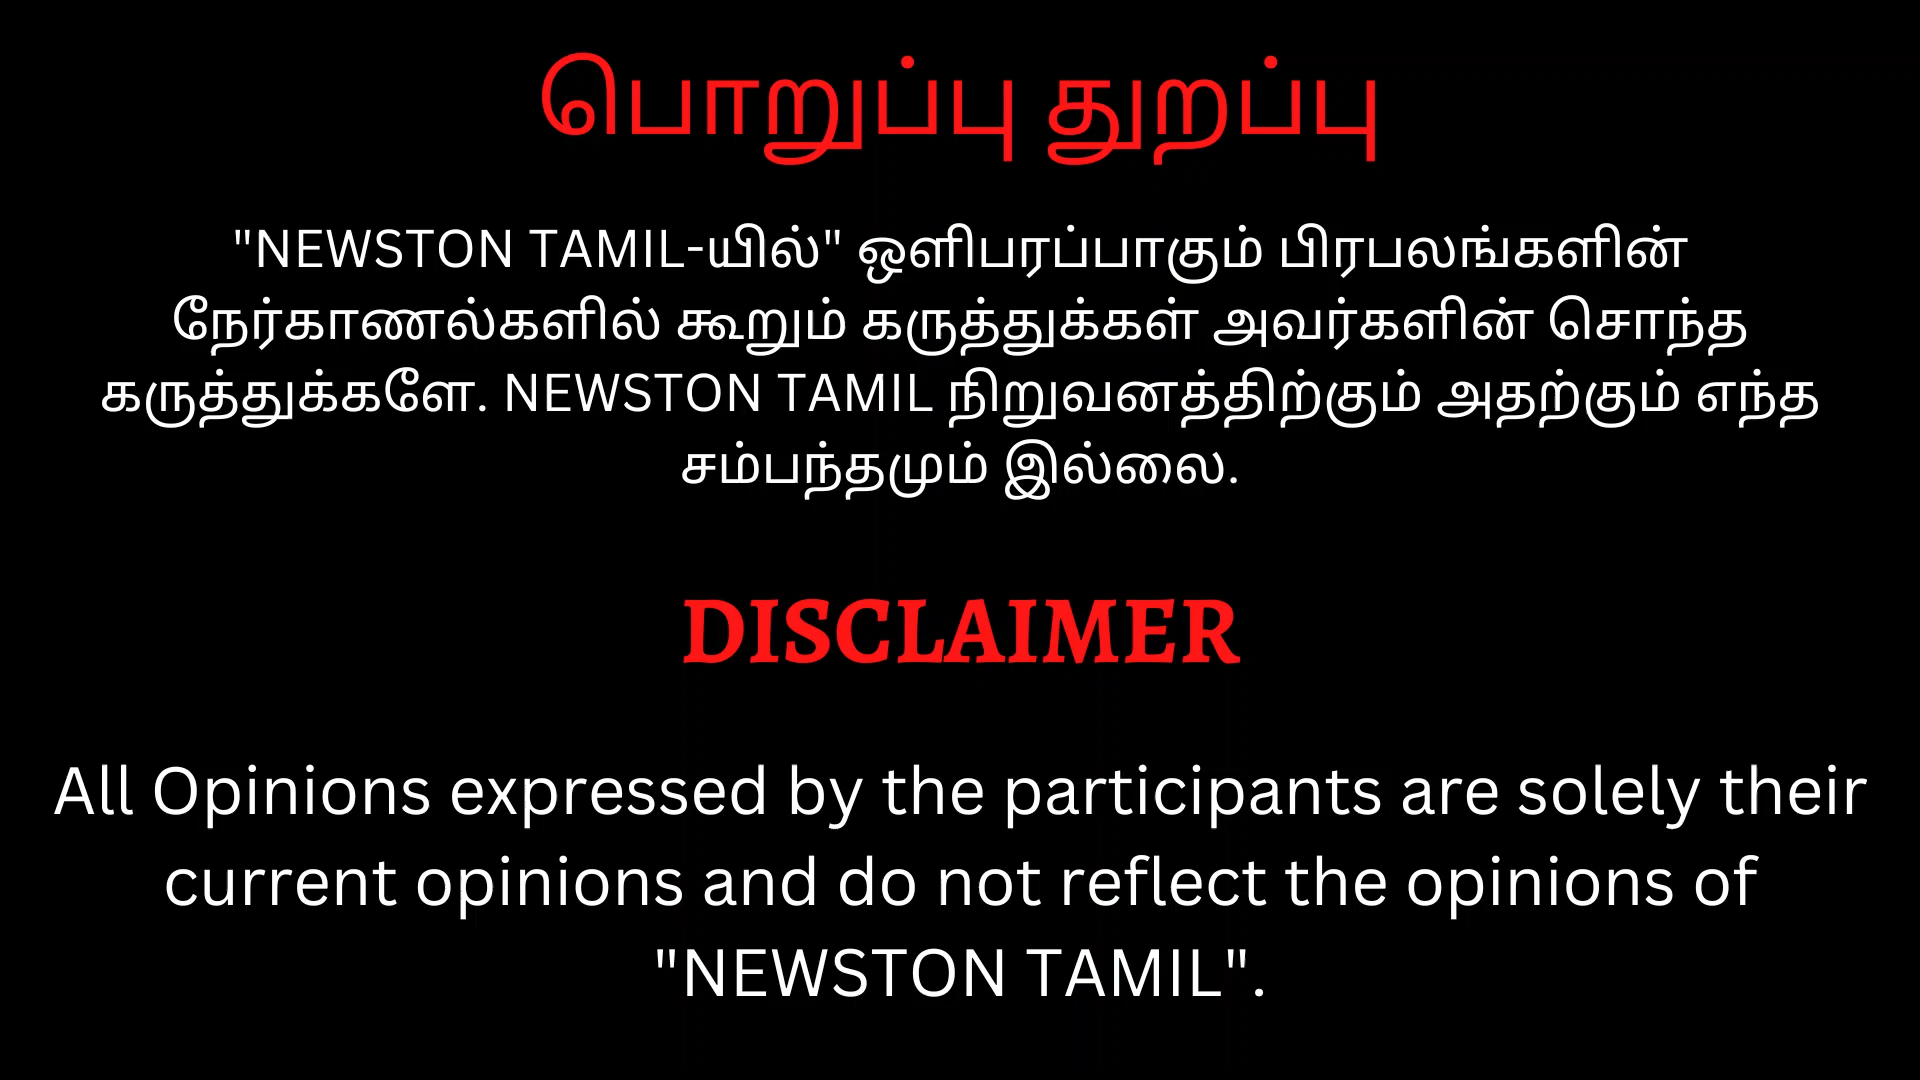 பொறுப்பு துறப்பு
"NEWSTON TAMIL-யில்" ஒளிபரப்பாகும் பிரபலங்களின்
நேர்காணல்களில் கூறும் கருத்துக்கள் அவர்களின் சொந்த
கருத்துக்களே. NEWSTON TAMIL நிறுவனத்திற்கும் அதற்கும் எந்த
சம்பந்தமும் இல்லை.
DISCLAIMER
All Opinions expressed by the participants are solely their
current opinions and do not reflect the opinions of
"NEWSTON TAMIL".